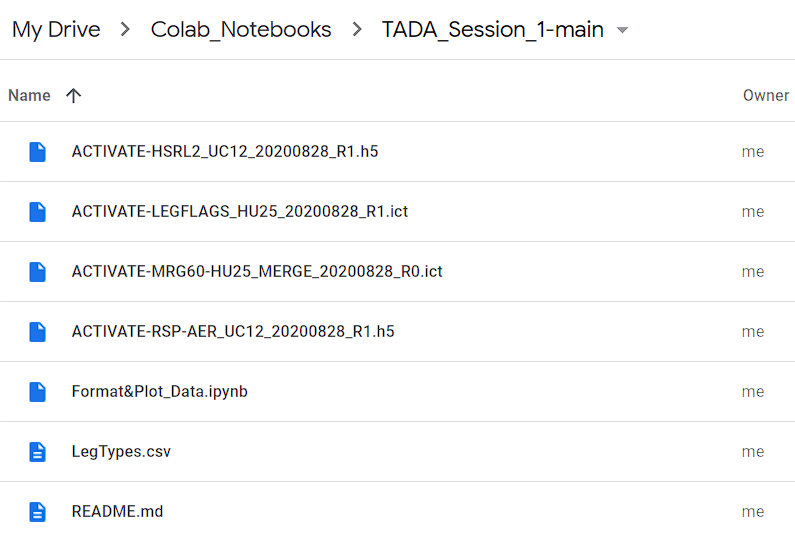 My Drive > Colab_Notebooks > TADA_Session_1-main
Name Owner
ACTIVATE-HSRL2_UC12_20200828_R1.h5 me
ACTIVATE-LEGFLAGS_HU25_20200828_R1.ict me
ACTIVATE-MRG60-HU25_MERGE_20200828_R0.ict me
ACTIVATE-RSP-AER_UC12_20200828_R1.h5 me
Format&Plot_Data.ipynb me
LegTypes.csv me
README.md me